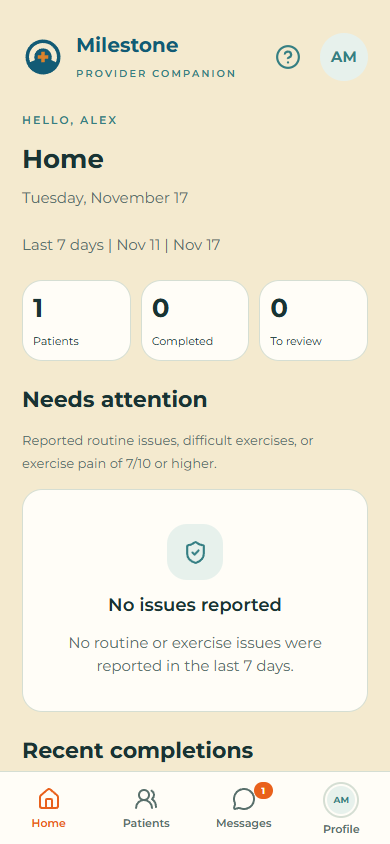 Milestone
PROVIDER COMPANION
AM
HELLO, ALEX
Home
Tuesday, November 17
Last 7 days | Nov 11 | Nov 17
1
Patients
0
Completed
0
To review
Needs attention
Reported routine issues, difficult exercises, or
exercise pain of 7/10 or higher.
No issues reported
No routine or exercise issues were
reported in the last 7 days.
Recent completions
Home
Patients
1
Messages
AM
Profile